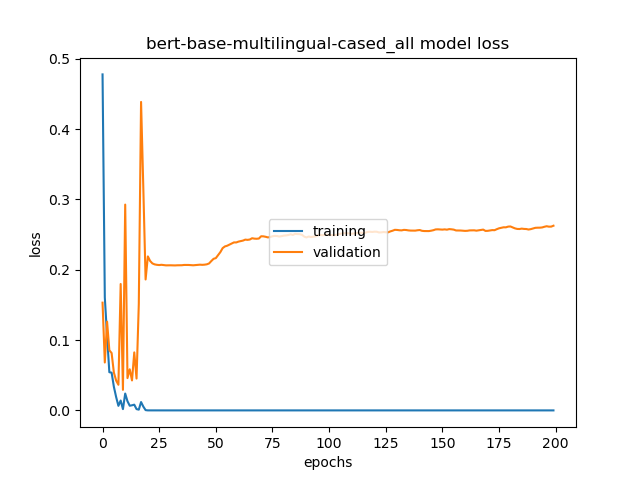 bert-base-multilingual-cased_all model loss
0.5
0.4
0.3
0.2
0.1
0.0
loss
training
validation
0 25 50 75 100 125 150 175 200
epochs